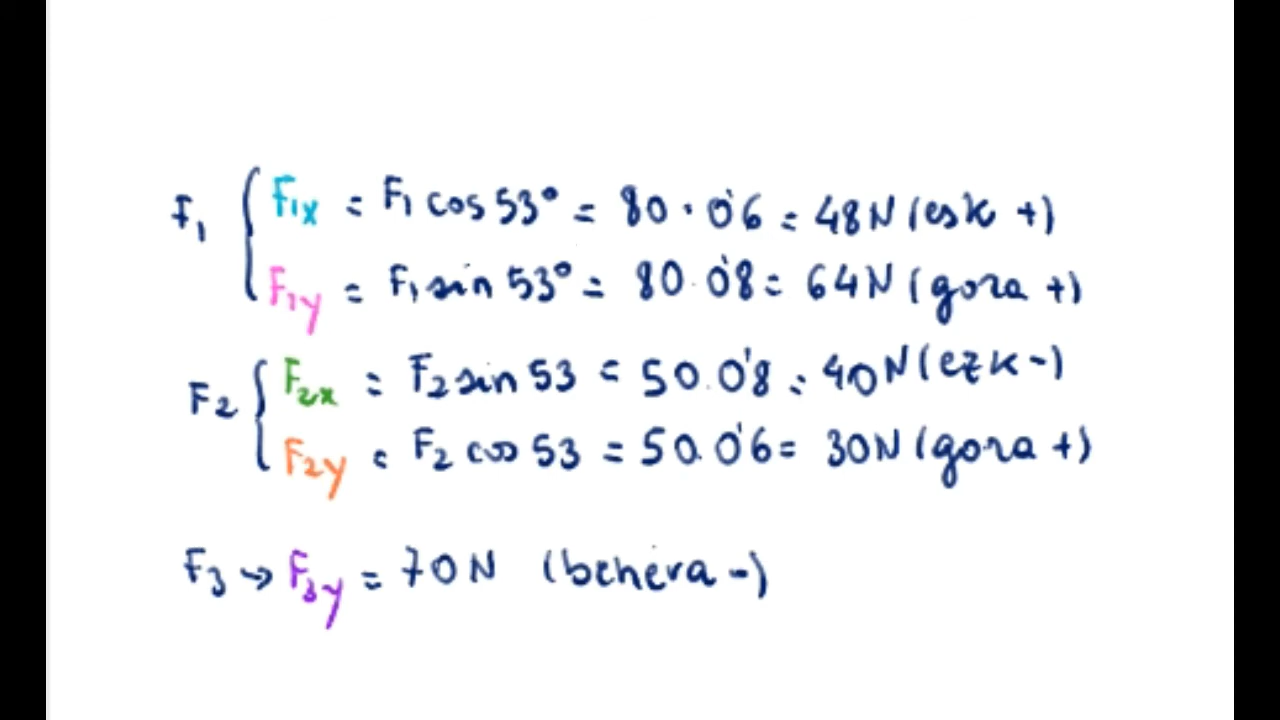 F₁ { F₁x = F₁ cos 53° = 80 · 0'6 = 48N (esk +)
F₁y = F₁ sin 53° = 80 · 0'8 = 64N (gora +)
F₂ { F₂x = F₂ sin 53 = 50 · 0'8 = 40N (ezk -)
F₂y = F₂ cos 53 = 50 · 0'6 = 30N (gora +)
F₃ → F₃y = 70N (behera -)